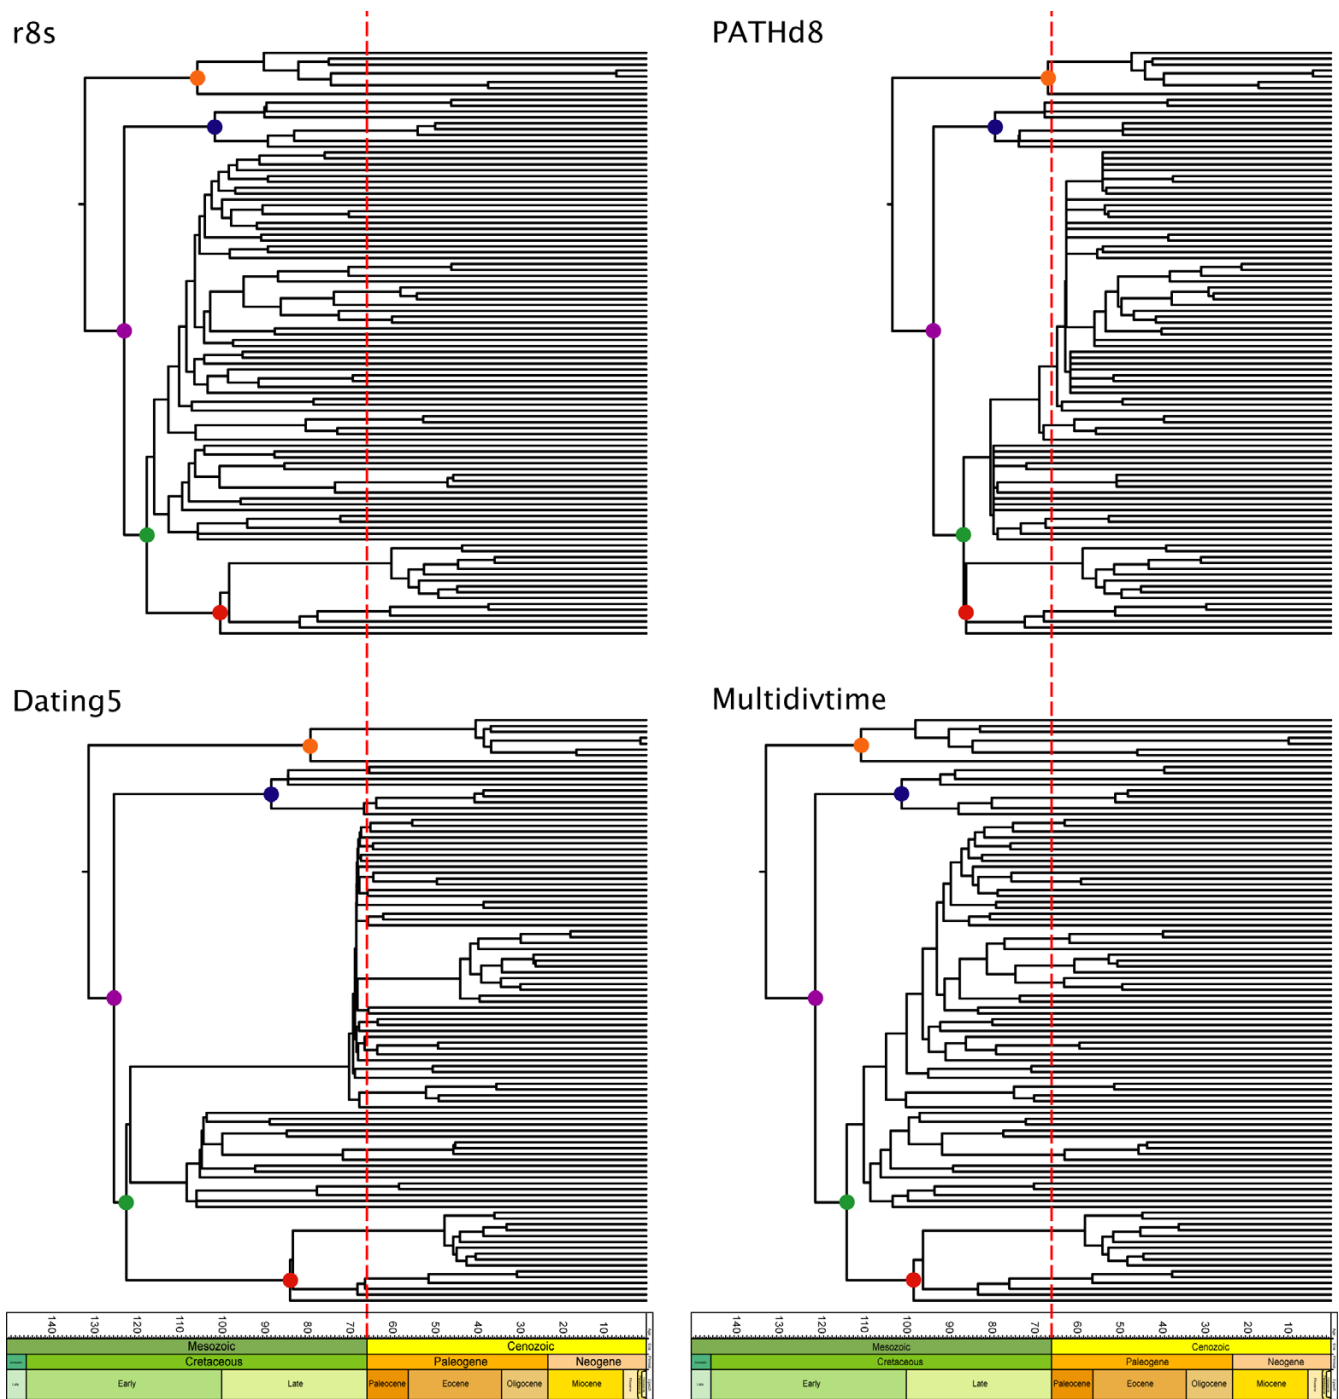 r8s
PATHd8
Dating5
Multidivtime
140 130 120 110 100 90 80 70 60 50 40 30 20 10
140 130 120 110 100 90 80 70 60 50 40 30 20 10
Mesozoic Cenozoic
Mesozoic Cenozoic
Cretaceous Paleogene Neogene
Cretaceous Paleogene Neogene
Late Early Late Paleocene Eocene Oligocene Miocene
Late Early Late Paleocene Eocene Oligocene Miocene